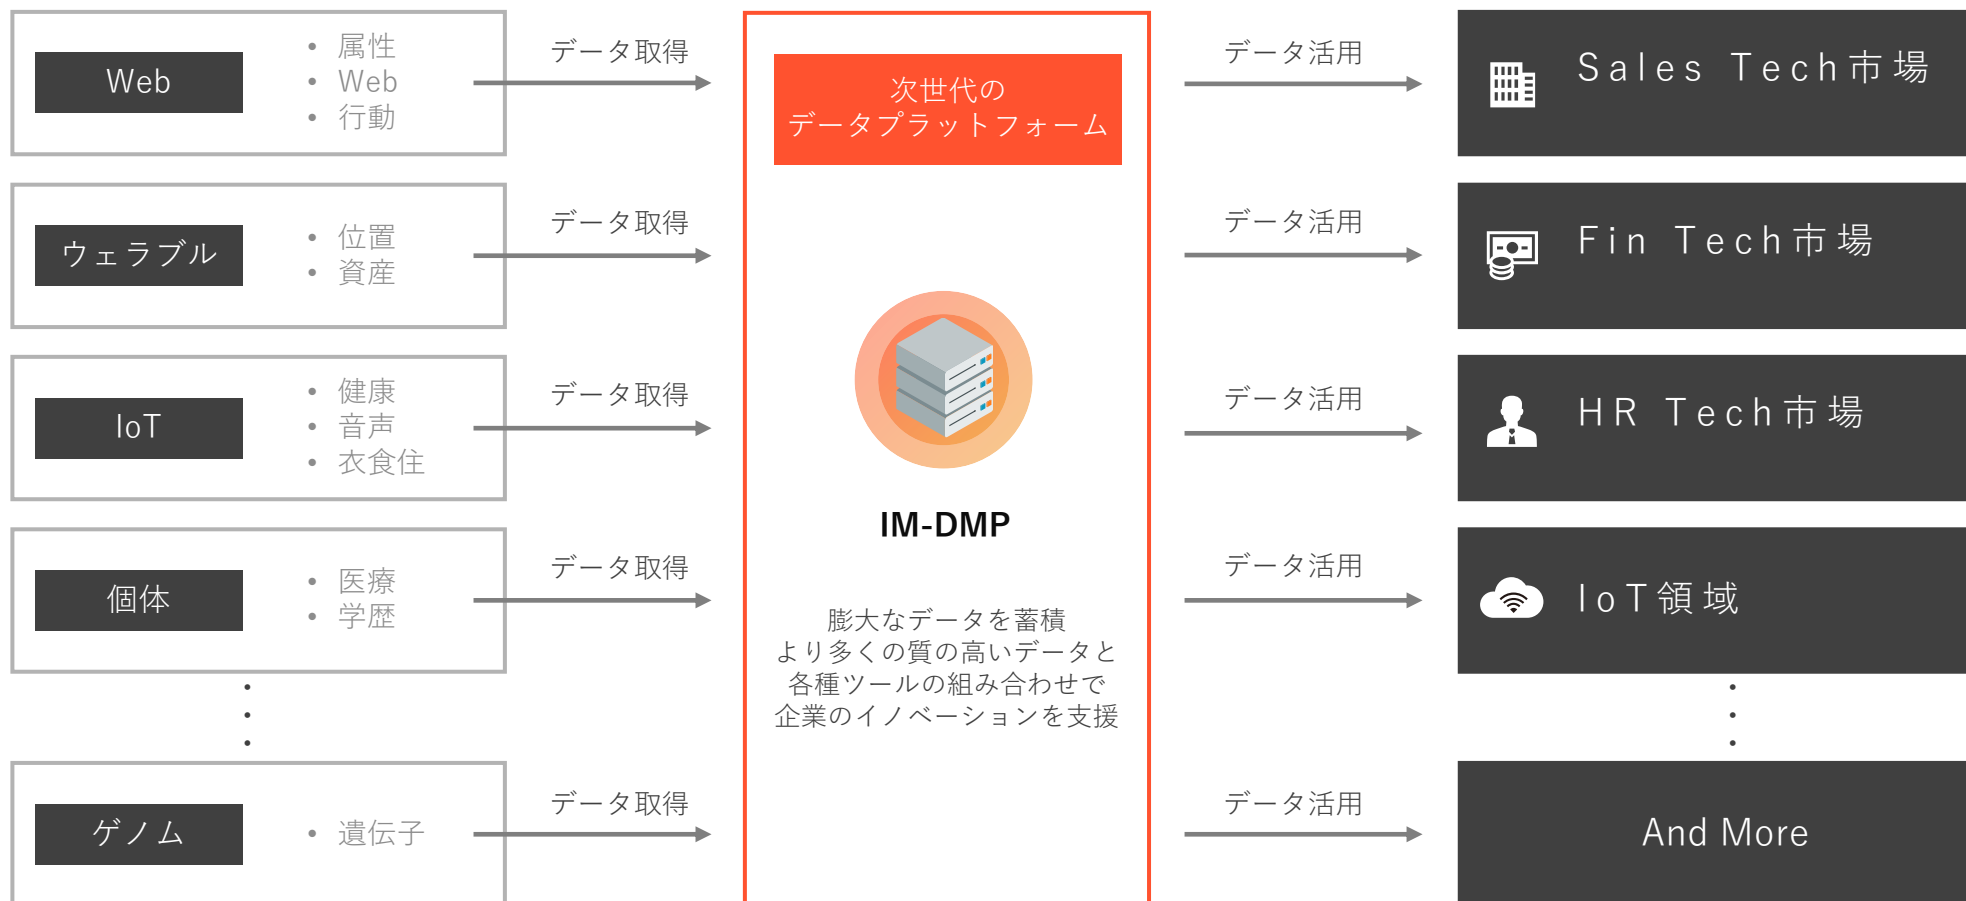 Web
• 属性
• Web
• 行動
データ取得
ウェラブル
• 位置
• 資産
データ取得
IoT
• 健康
• 音声
• 衣食住
データ取得
個体
• 医療
• 学歴
データ取得
ゲノム
• 遺伝子
データ取得
次世代の
データプラットフォーム
IM-DMP
膨大なデータを蓄積
より多くの質の高いデータと
各種ツールの組み合わせで
企業のイノベーションを支援
データ活用
Sales Tech市場
データ活用
Fin Tech市場
データ活用
HR Tech市場
データ活用
IoT領域
データ活用
And More